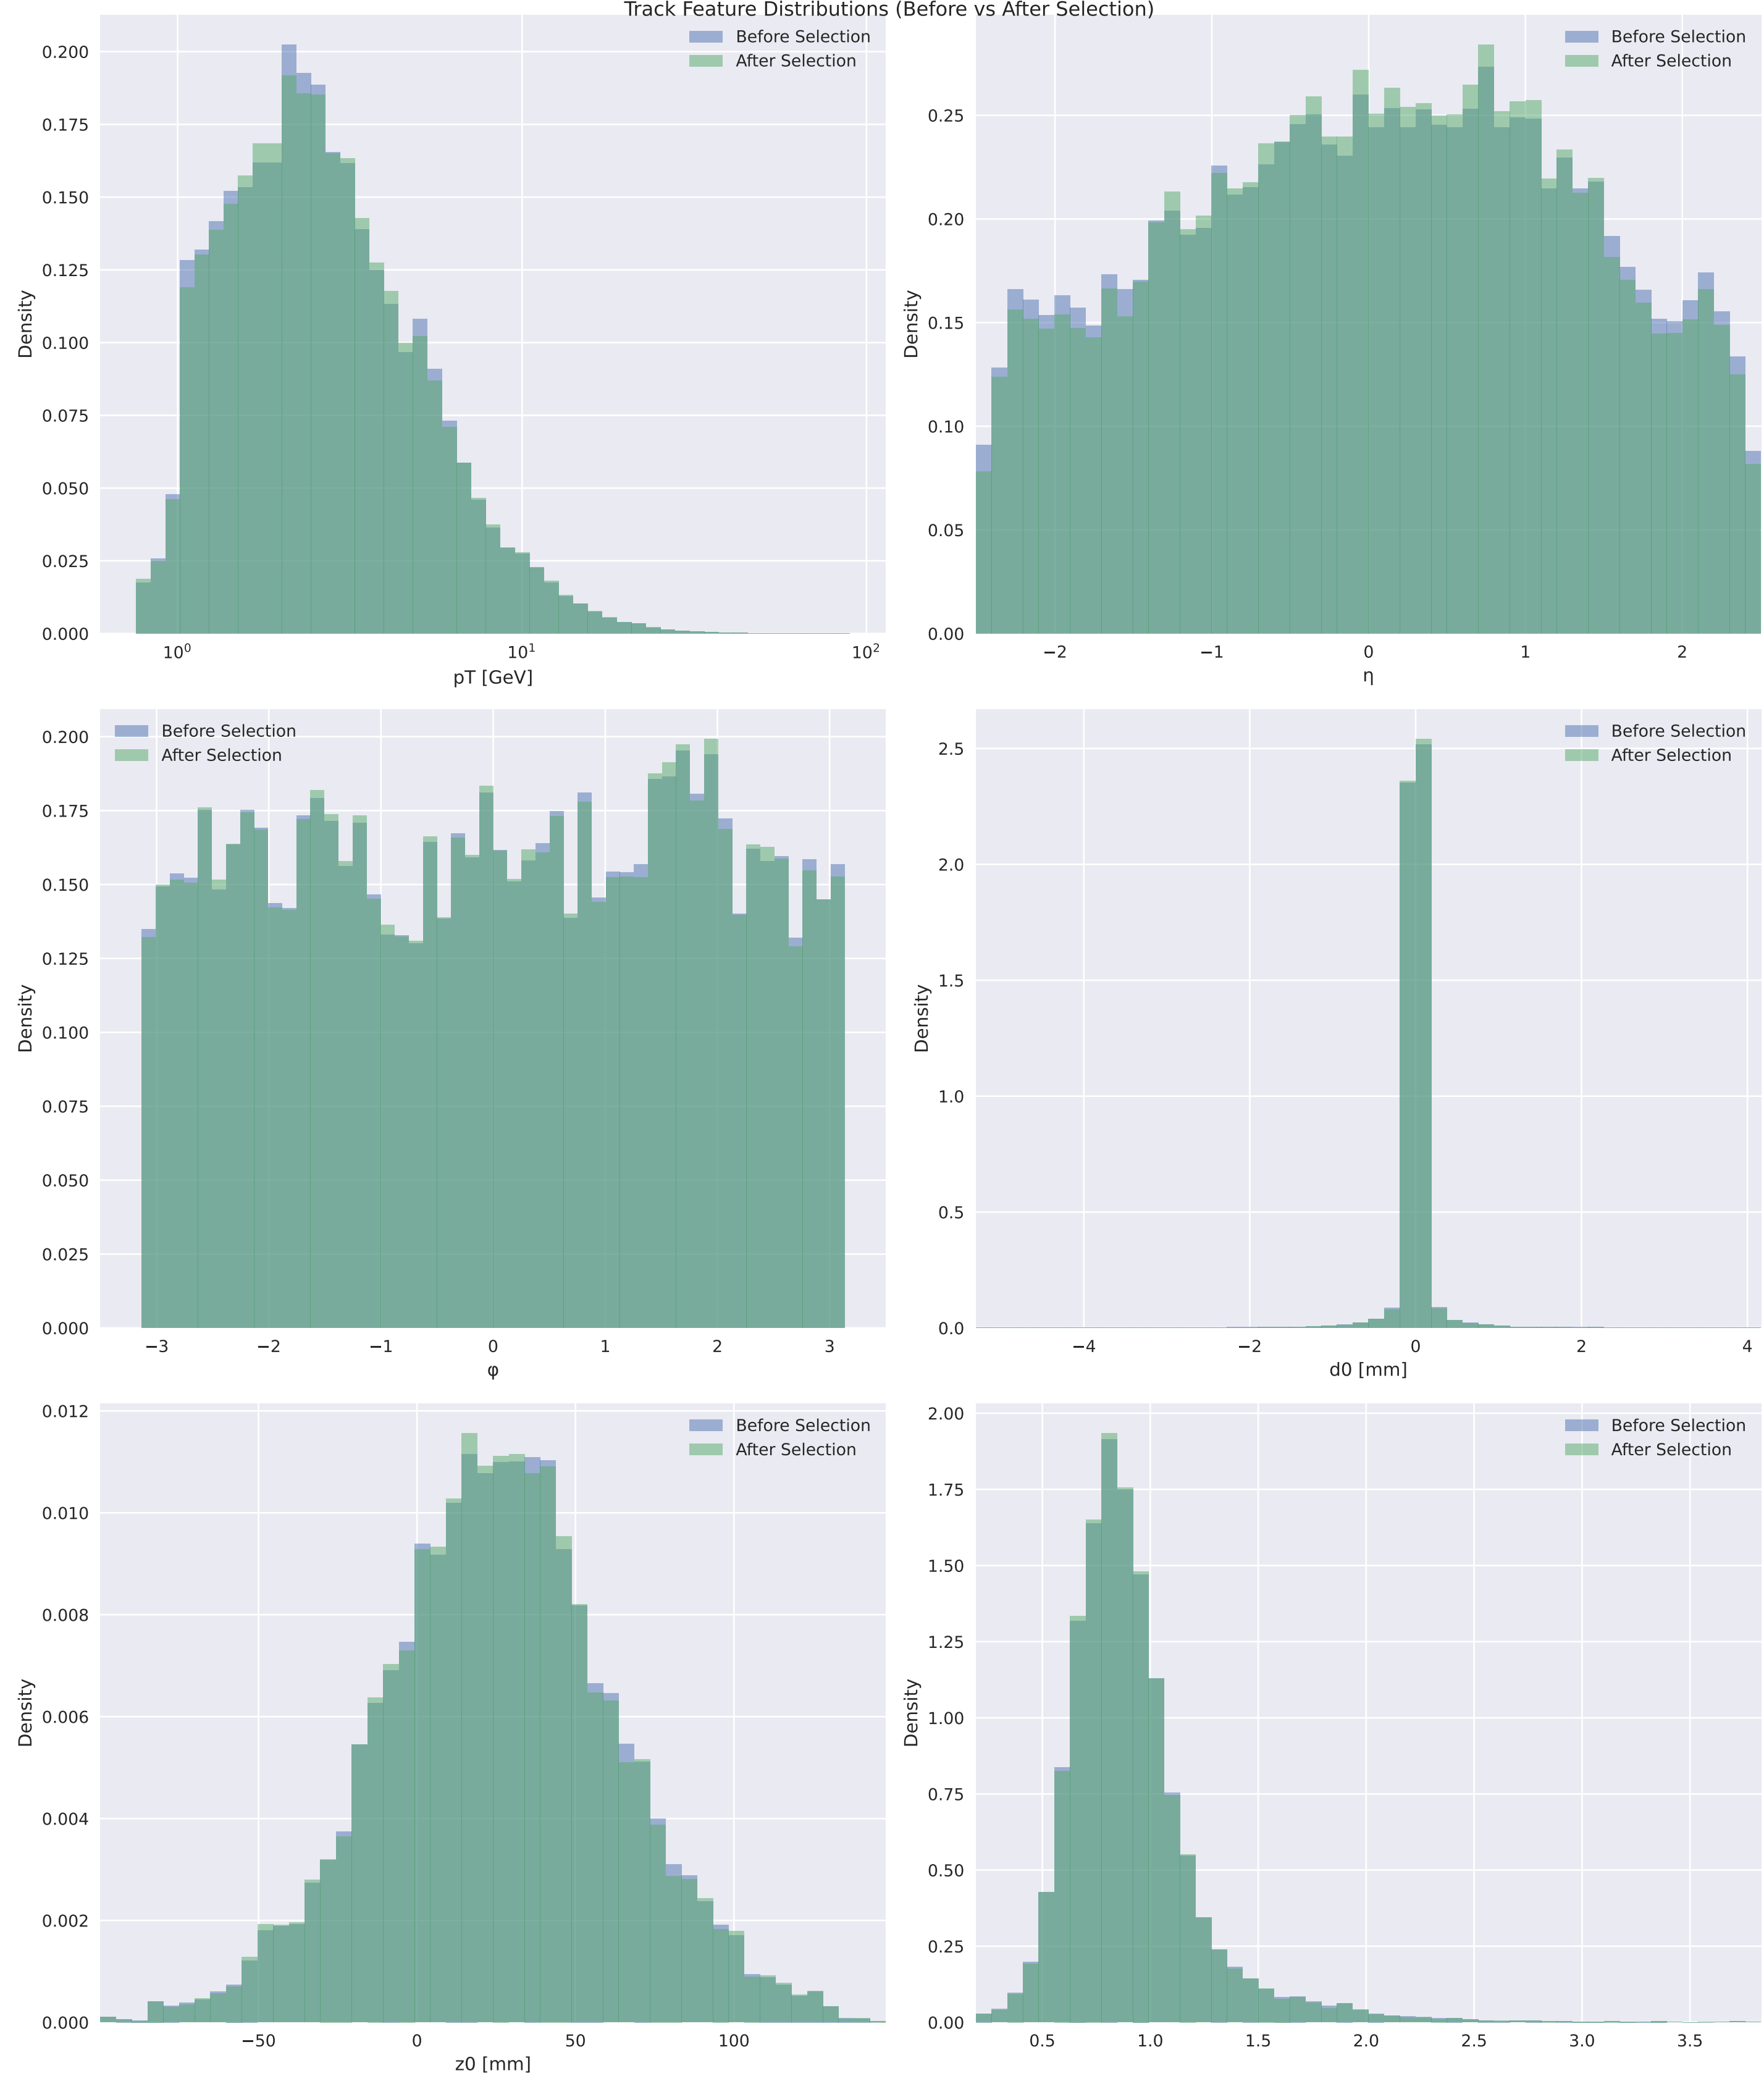 Track Feature Distributions (Before vs After Selection)
Before Selection
After Selection
0.200
0.175
0.150
0.125
0.100
0.075
0.050
0.025
0.000
Density
10⁰ 10¹ 10²
pT [GeV]
Before Selection
After Selection
0.25
0.20
0.15
0.10
0.05
0.00
Density
−2 −1 0 1 2
η
Before Selection
After Selection
0.200
0.175
0.150
0.125
0.100
0.075
0.050
0.025
0.000
Density
−3 −2 −1 0 1 2 3
φ
Before Selection
After Selection
2.5
2.0
1.5
1.0
0.5
0.0
Density
−4 −2 0 2 4
d0 [mm]
Before Selection
After Selection
0.012
0.010
0.008
0.006
0.004
0.002
0.000
Density
−50 0 50 100
z0 [mm]
Before Selection
After Selection
2.00
1.75
1.50
1.25
1.00
0.75
0.50
0.25
0.00
Density
0.5 1.0 1.5 2.0 2.5 3.0 3.5